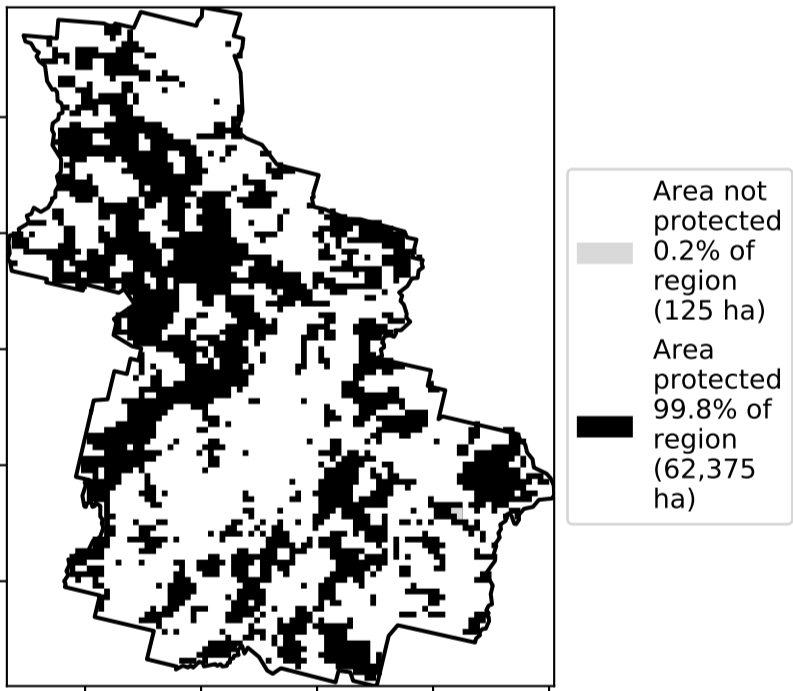 Area not
protected
0.2% of
region
(125 ha)
Area
protected
99.8% of
region
(62,375
ha)